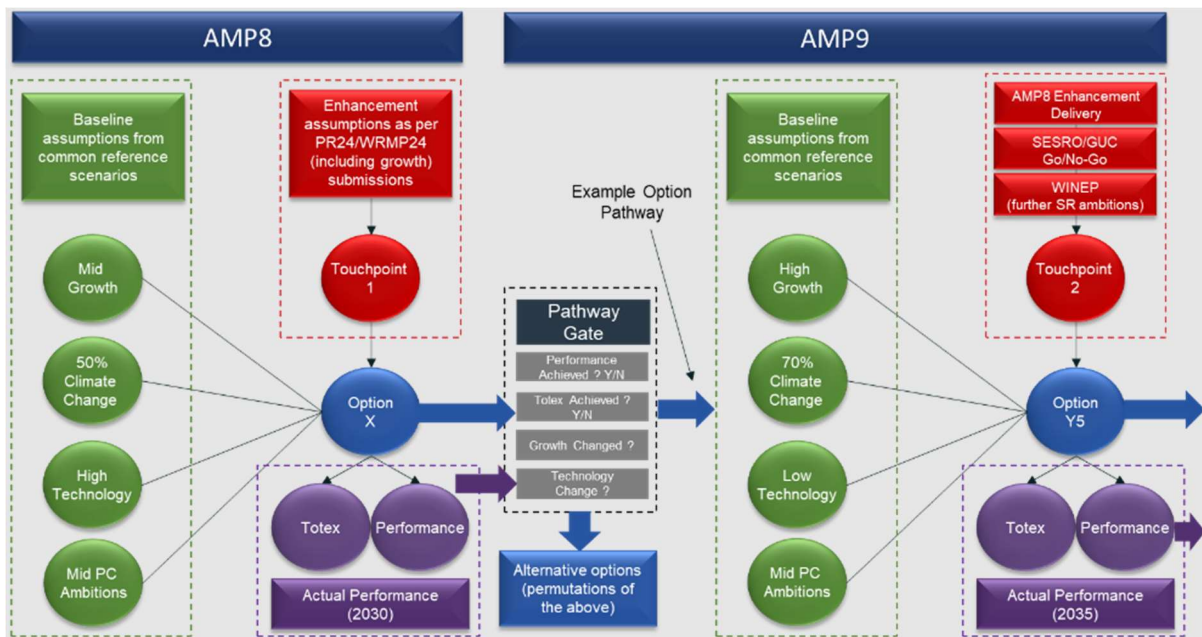 AMP8
AMP9
Baseline
assumptions from
common reference
scenarios
Enhancement
assumptions as per
PR24/WRMP24
(including growth)
submissions
Mid
Growth
50%
Climate
Change
High
Technology
Mid PC
Ambitions
Touchpoint
1
Option
X
Totex
Performance
Actual Performance
(2030)
Example Option
Pathway
Pathway
Gate
Performance
Achieved ? Y/N
Totex Achieved ?
Y/N
Growth Changed ?
Technology
Change ?
Alternative options
(permutations of
the above)
Baseline
assumptions from
common reference
scenarios
AMP8 Enhancement
Delivery
SESRO/GUC
Go/No-Go
WINEP
(further SR ambitions)
High
Growth
70%
Climate
Change
Low
Technology
Mid PC
Ambitions
Touchpoint
2
Option
Y5
Totex
Performance
Actual Performance
(2035)